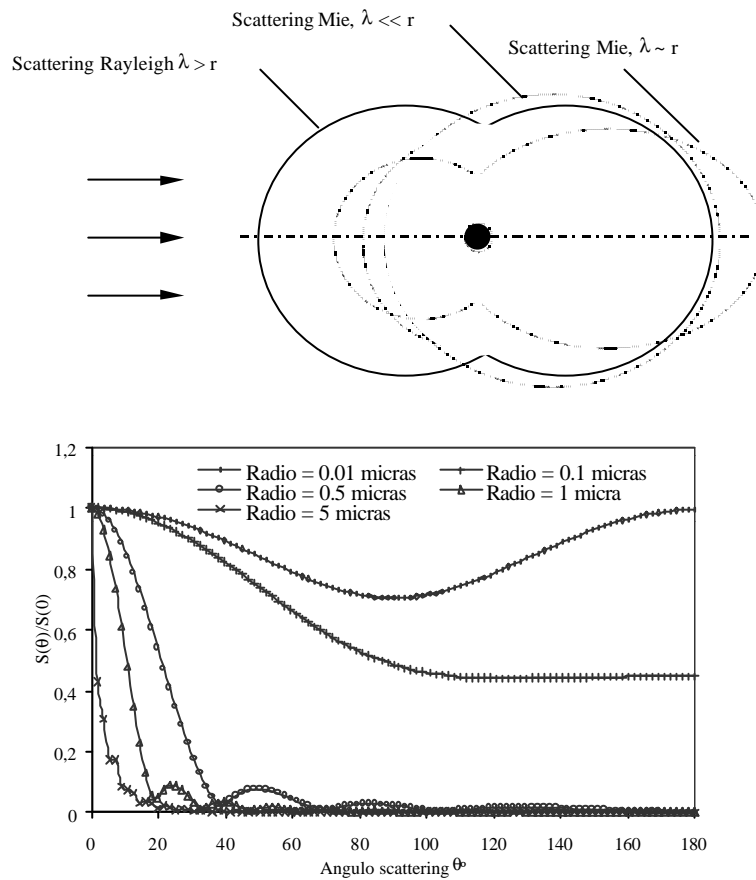 Scattering Mie, λ << r
Scattering Mie, λ ~ r
Scattering Rayleigh λ > r
1,2
1
0,8
0,6
0,4
0,2
0
S(θ)/S(0)
Radio = 0.01 micras
Radio = 0.1 micras
Radio = 0.5 micras
Radio = 1 micra
Radio = 5 micras
0 20 40 60 80 100 120 140 160 180
Angulo scattering θº